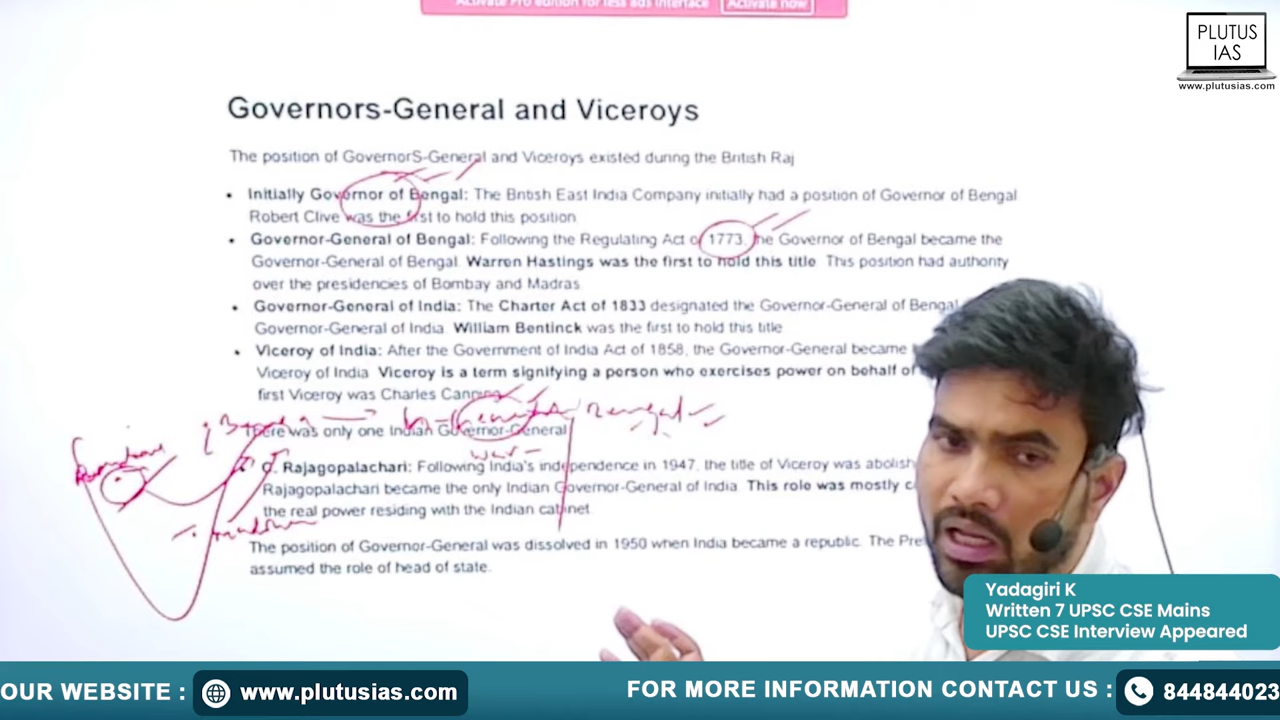 Activate Pro edition for less ads interface Activate now
PLUTUS
IAS
www.plutusias.com
Governors-General and Viceroys
The position of GovernorS-General and Viceroys existed during the British Raj
• Initially Governor of Bengal: The British East India Company initially had a position of Governor of Bengal
Robert Clive was the first to hold this position
• Governor-General of Bengal: Following the Regulating Act of 1773, the Governor of Bengal became the
Governor-General of Bengal. Warren Hastings was the first to hold this title. This position had authority
over the presidencies of Bombay and Madras
• Governor-General of India: The Charter Act of 1833 designated the Governor-General of Bengal
Governor-General of India. William Bentinck was the first to hold this title
• Viceroy of India: After the Government of India Act of 1858, the Governor-General became
Viceroy of India. Viceroy is a term signifying a person who exercises power on behalf of
first Viceroy was Charles Canning
Bengal
There was only one Indian Governor-General
C. Rajagopalachari: Following India's independence in 1947, the title of Viceroy was abolish
Rajagopalachari became the only Indian Governor-General of India. This role was mostly c
the real power residing with the Indian cabinet
The position of Governor-General was dissolved in 1950 when India became a republic. The Pre
assumed the role of head of state.
Yadagiri K
Written 7 UPSC CSE Mains
UPSC CSE Interview Appeared
OUR WEBSITE : www.plutusias.com
FOR MORE INFORMATION CONTACT US : 844844023